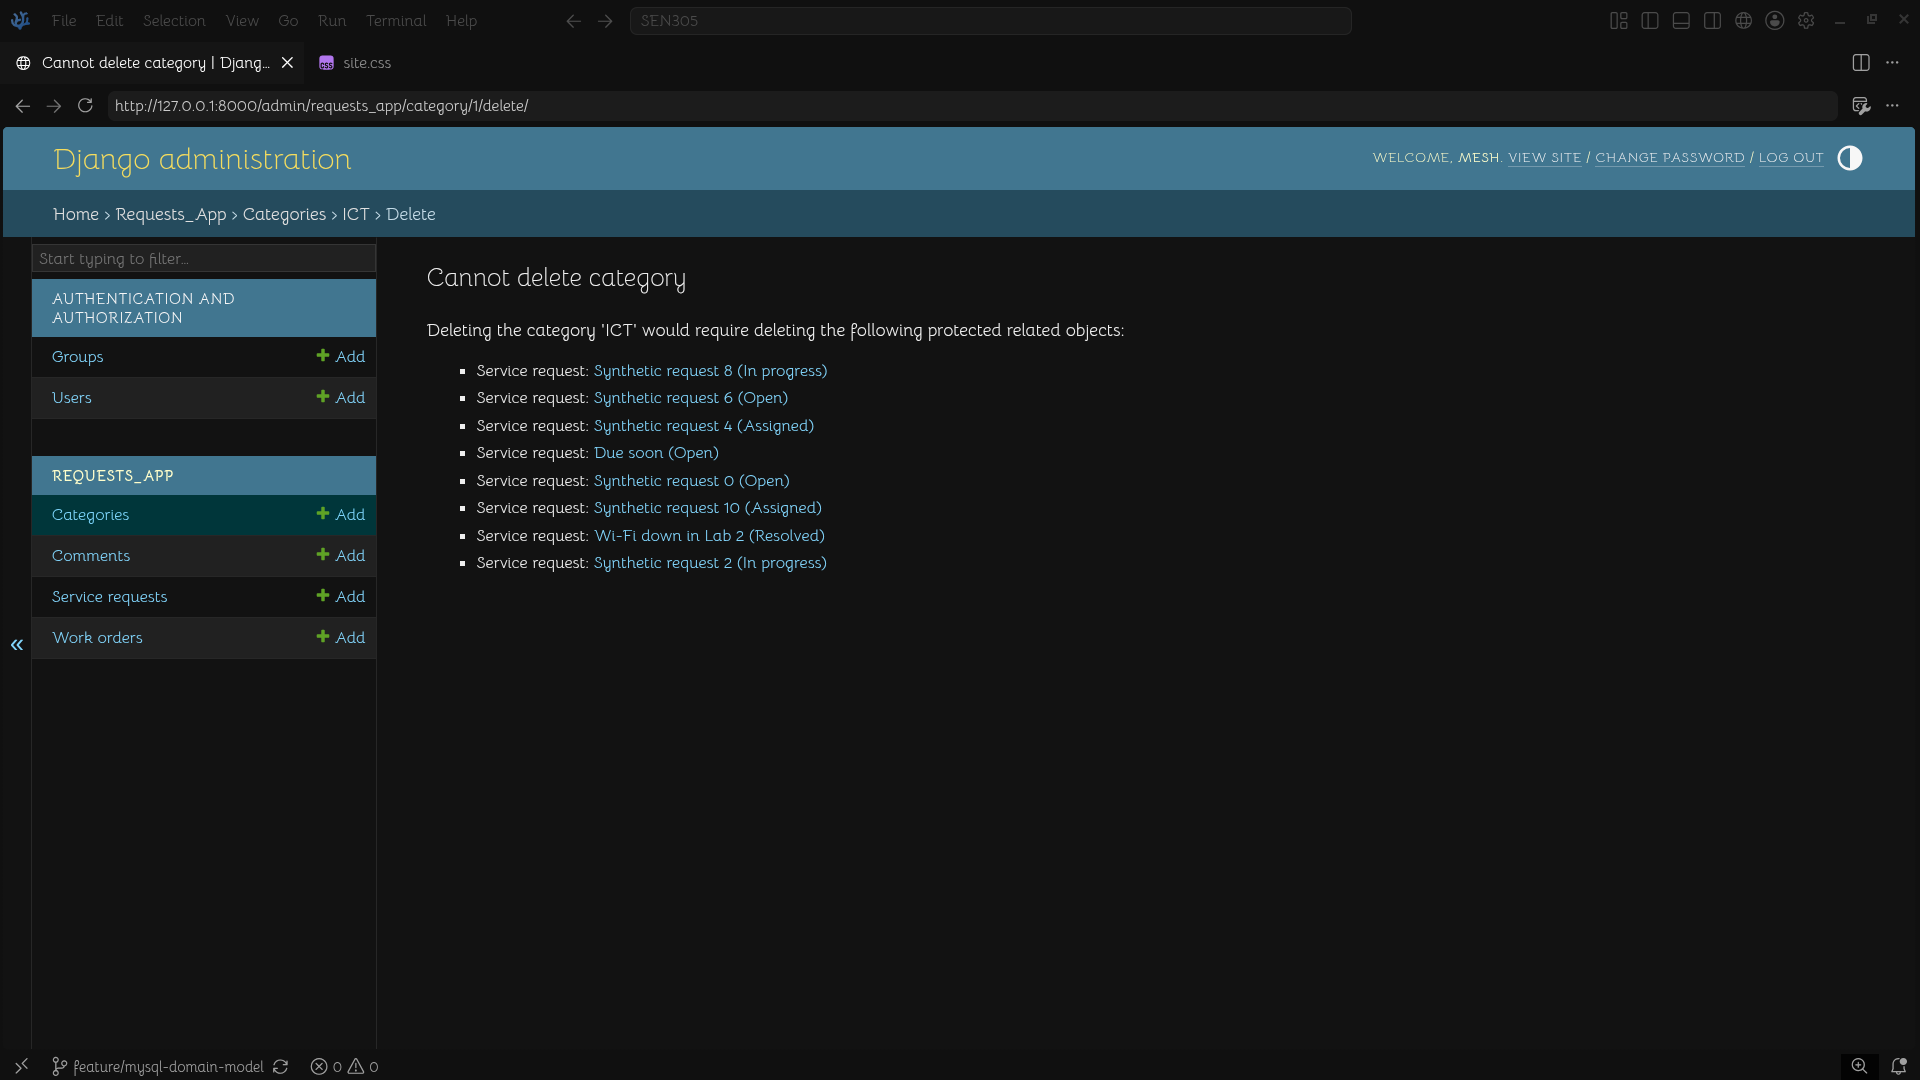 File Edit Selection View Go Run Terminal Help SEN305
Cannot delete category | Djang... site.css
http://127.0.0.1:8000/admin/requests_app/category/1/delete/
Django administration
WELCOME, MESH. VIEW SITE / CHANGE PASSWORD / LOG OUT
Home › Requests_App › Categories › ICT › Delete
Start typing to filter...
AUTHENTICATION AND
AUTHORIZATION
Groups Add
Users Add
REQUESTS_APP
Categories Add
Comments Add
Service requests Add
Work orders Add
«
Cannot delete category
Deleting the category 'ICT' would require deleting the following protected related objects:
Service request: Synthetic request 8 (In progress)
Service request: Synthetic request 6 (Open)
Service request: Synthetic request 4 (Assigned)
Service request: Due soon (Open)
Service request: Synthetic request 0 (Open)
Service request: Synthetic request 10 (Assigned)
Service request: Wi-Fi down in Lab 2 (Resolved)
Service request: Synthetic request 2 (In progress)
feature/mysql-domain-model 0 0